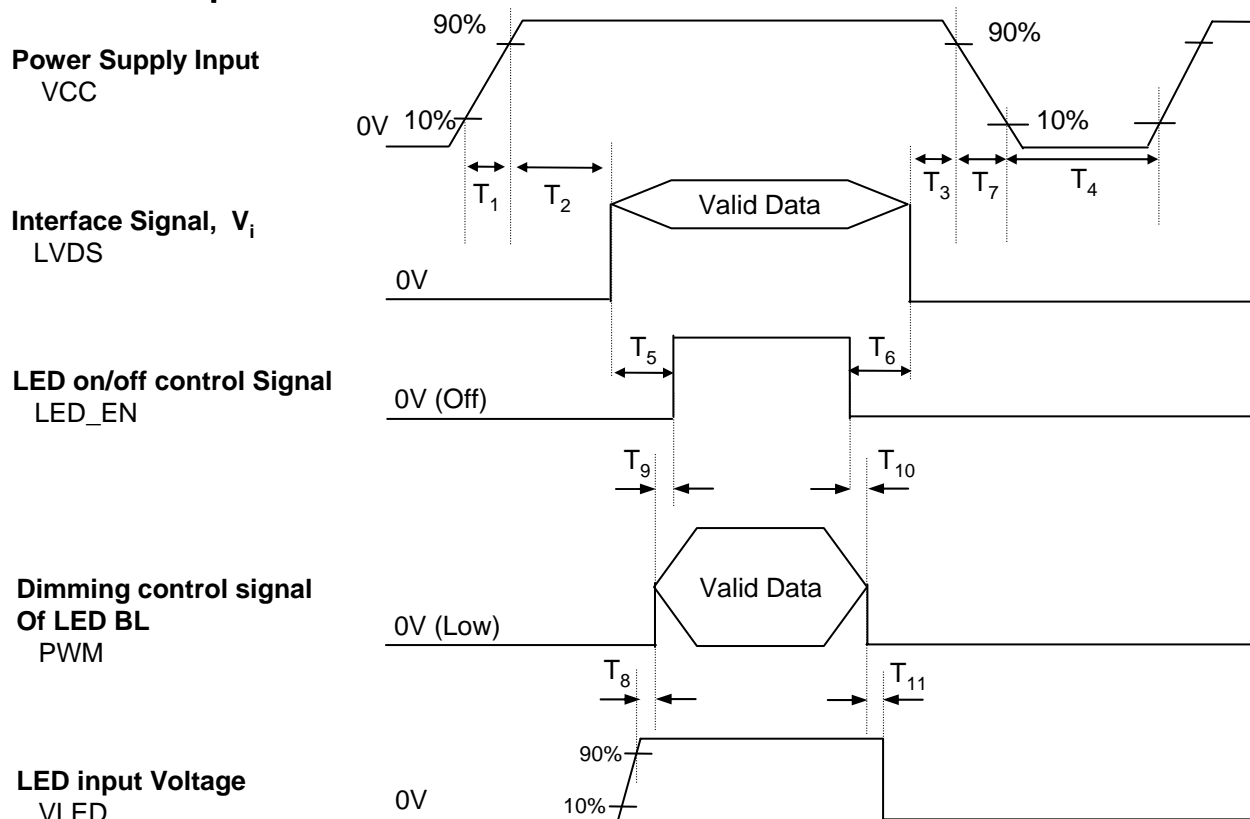 90%
90%
Power Supply Input
VCC
10%
10%
0V
T1
T2
T3
T7
T4
Valid Data
Interface Signal, Vi
LVDS
0V
T5
T6
LED on/off control Signal
LED_EN
0V (Off)
T9
T10
Dimming control signal
Of LED BL
PWM
Valid Data
0V (Low)
T8
T11
90%
LED input Voltage
VLED
0V
10%